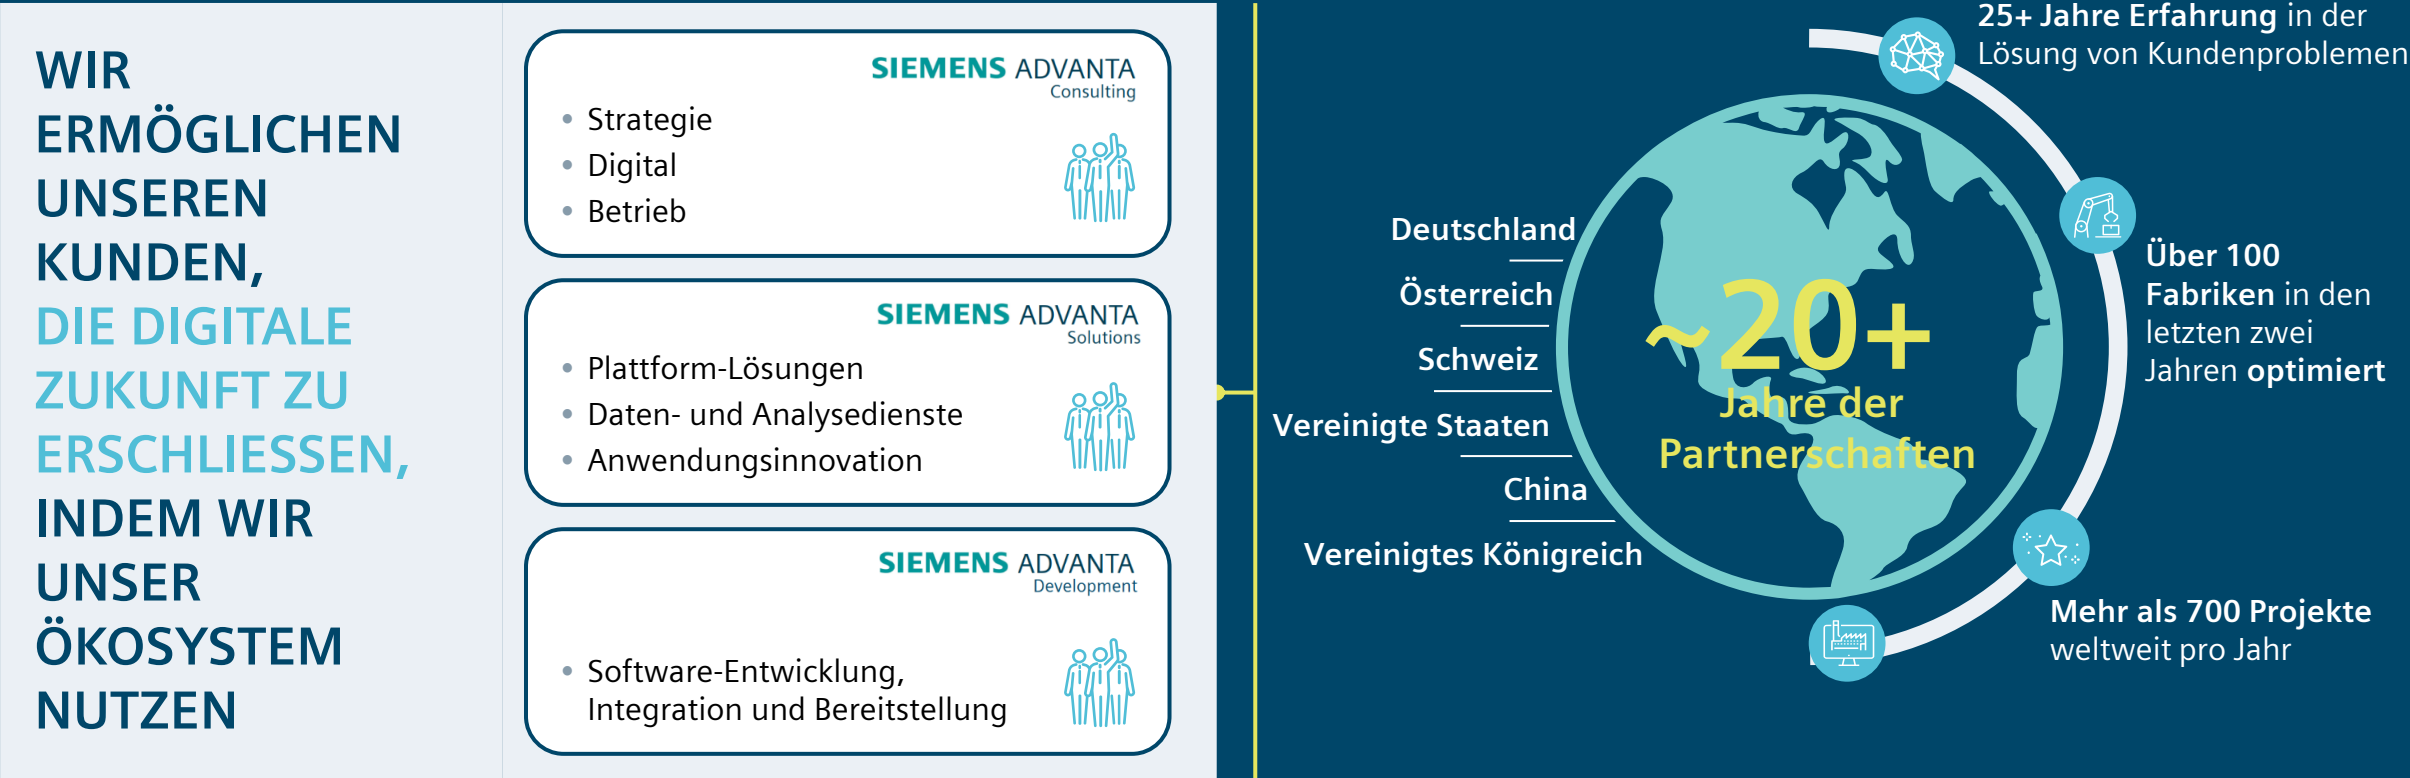 WIR
ERMÖGLICHEN
UNSEREN
KUNDEN,
DIE DIGITALE
ZUKUNFT ZU
ERSCHLIESSEN,
INDEM WIR
UNSER
ÖKOSYSTEM
NUTZEN
SIEMENS ADVANTA
Consulting
• Strategie
• Digital
• Betrieb
SIEMENS ADVANTA
Solutions
• Plattform-Lösungen
• Daten- und Analysedienste
• Anwendungsinnovation
SIEMENS ADVANTA
Development
• Software-Entwicklung,
Integration und Bereitstellung
Deutschland
Österreich
Schweiz
Vereinigte Staaten
China
Vereinigtes Königreich
~20+
Jahre der
Partnerschaften
25+ Jahre Erfahrung in der
Lösung von Kundenproblemen
Über 100
Fabriken in den
letzten zwei
Jahren optimiert
Mehr als 700 Projekte
weltweit pro Jahr